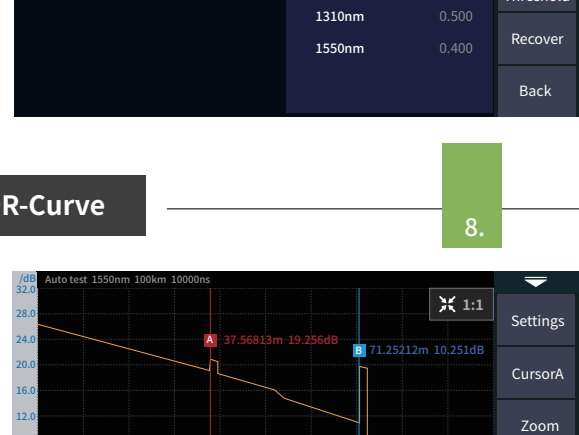 1310nm 0.500
1550nm 0.400
Recover
Back
R-Curve
8.
/dB Auto test 1550nm 100km 10000ns
32.0
28.0
24.0
20.0
16.0
12.0
1:1
A 37.56813m 19.256dB
B 71.25212m 10.251dB
Settings
CursorA
Zoom